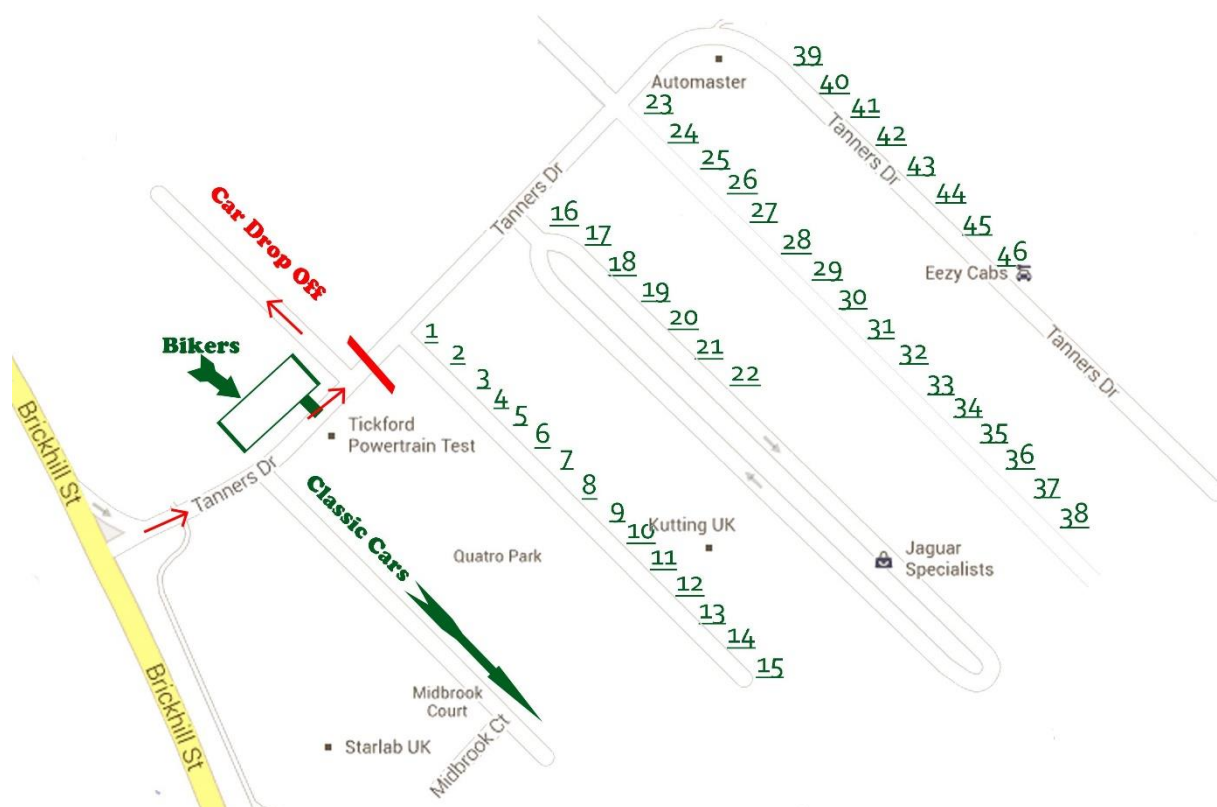 Automaster
39
40
41
42
43
44
45
46
Tanners Dr
Eezy Cabs
Tanners Dr
23
24
25
26
27
28
29
30
31
32
33
34
35
36
37
38
Tanners Dr
16
17
18
19
20
21
22
Car Drop Off
Bikers
1
2
3
4
5
6
7
8
9
10
11
12
13
14
15
Tickford
Powertrain Test
Brickhill St
Tanners Dr
Classic Cars
Quatro Park
Kutting UK
Jaguar
Specialists
Midbrook
Court
Midbrook Ct
Starlab UK
Brickhill St